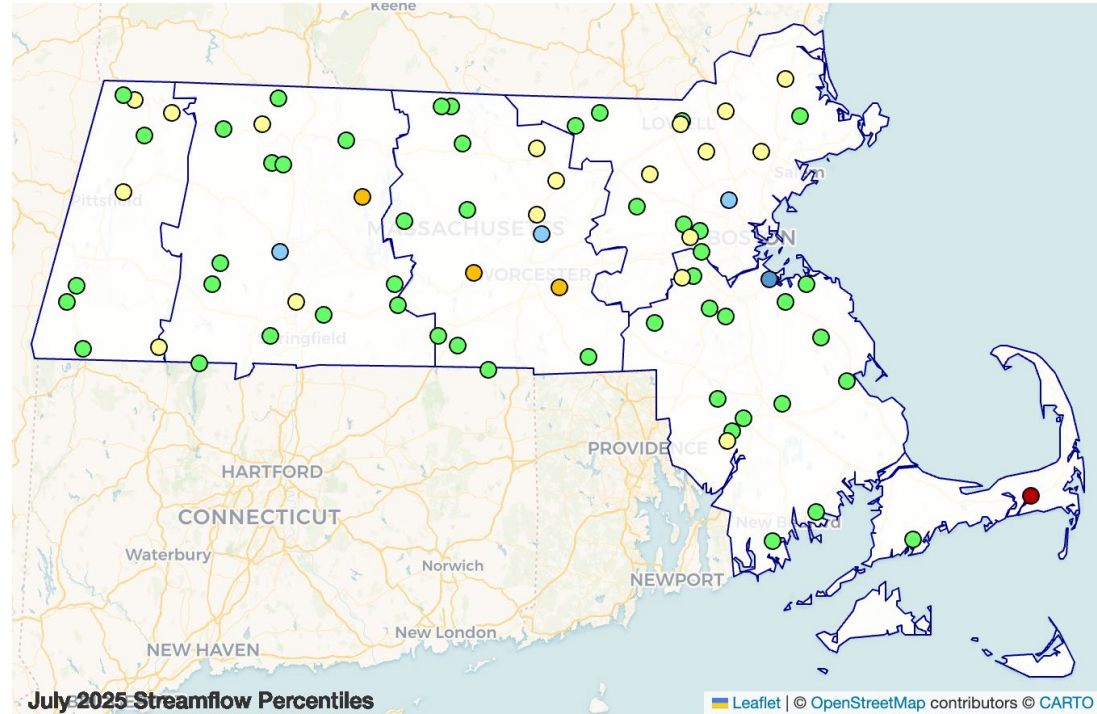 Keene
LOWELL
Salem
Pittsfield
MASSACHUSETTS
BOSTON
WORCESTER
Springfield
PROVIDENCE
HARTFORD
CONNECTICUT
New Bedford
Waterbury
Norwich
NEWPORT
New London
NEW HAVEN
July 2025 Streamflow Percentiles
Leaflet | © OpenStreetMap contributors © CARTO